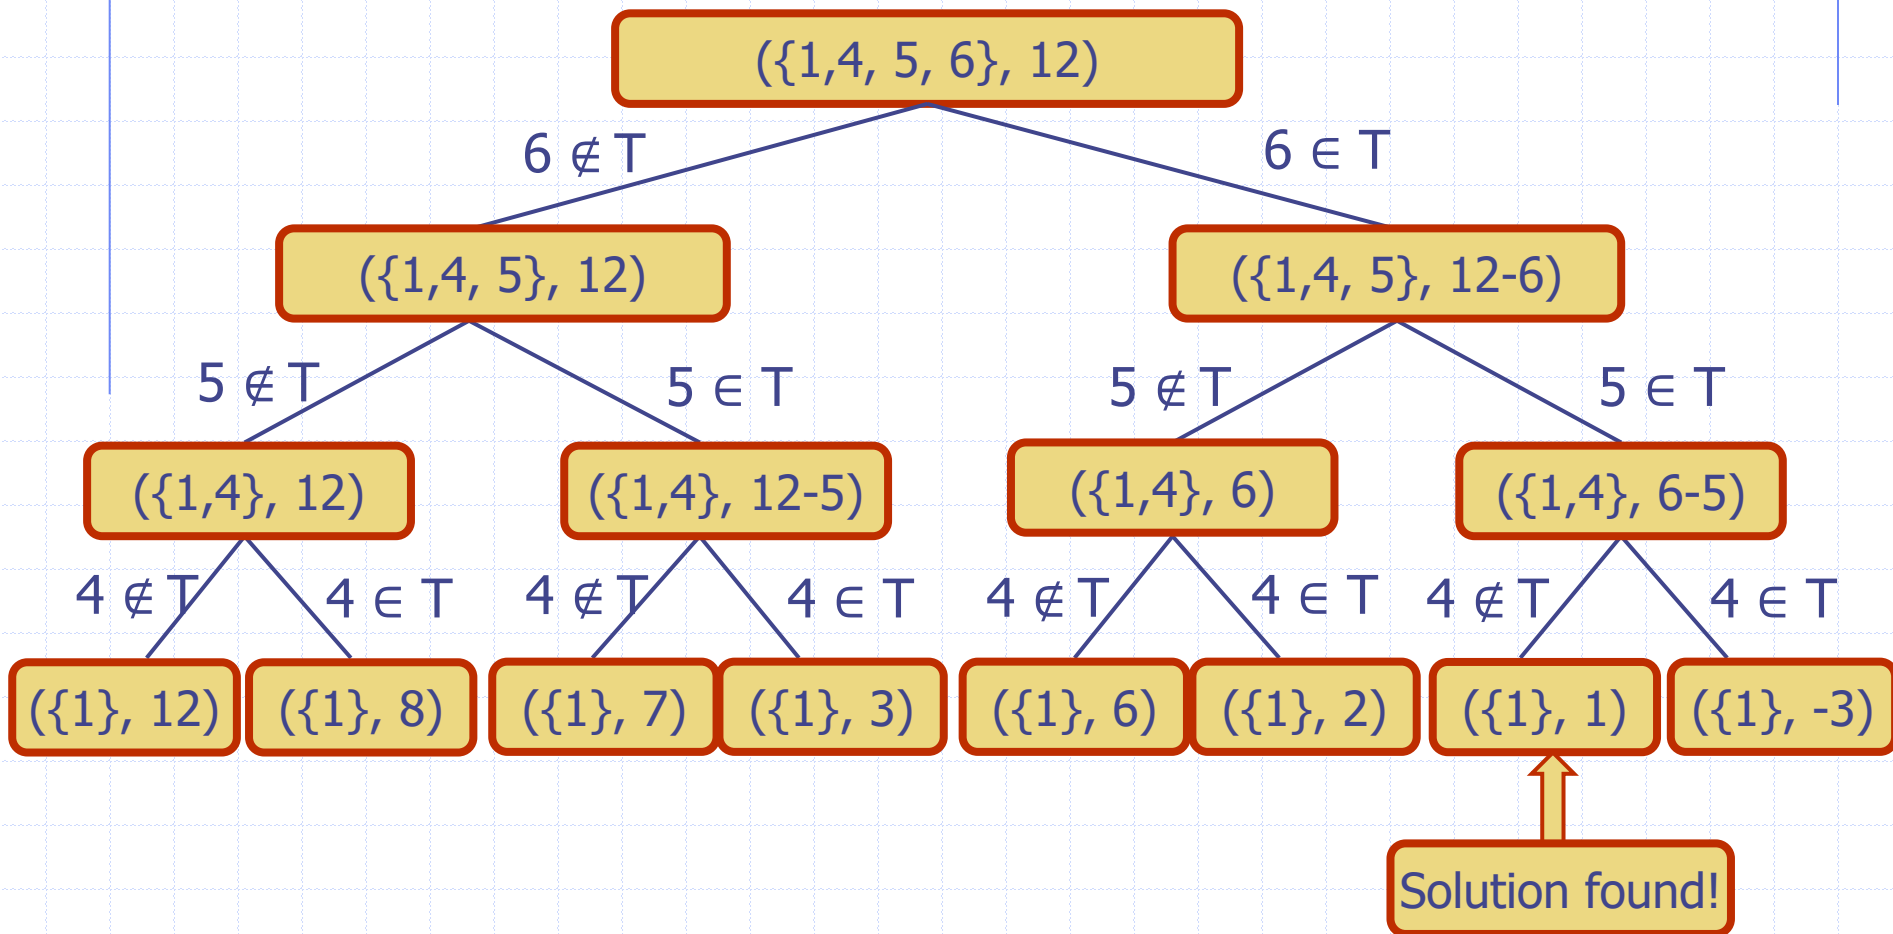 ({1,4, 5, 6}, 12)
6 ∉ T
6 ∈ T
({1,4, 5}, 12)
({1,4, 5}, 12-6)
5 ∉ T
5 ∈ T
5 ∉ T
5 ∈ T
({1,4}, 12)
({1,4}, 12-5)
({1,4}, 6)
({1,4}, 6-5)
4 ∉ T
4 ∈ T
4 ∉ T
4 ∈ T
4 ∉ T
4 ∈ T
4 ∉ T
4 ∈ T
({1}, 12)
({1}, 8)
({1}, 7)
({1}, 3)
({1}, 6)
({1}, 2)
({1}, 1)
({1}, -3)
Solution found!